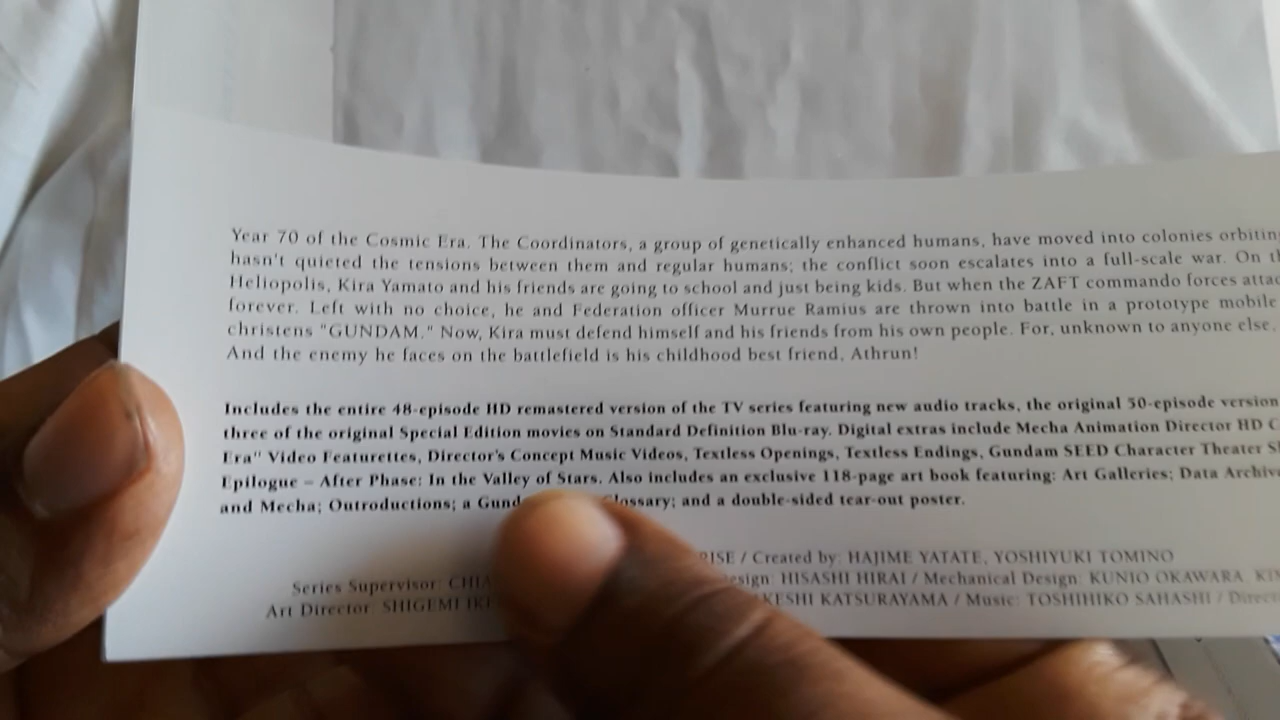 Year 70 of the Cosmic Era. The Coordinators, a group of genetically enhanced humans, have moved into colonies orbiting
hasn't quieted the tensions between them and regular humans; the conflict soon escalates into a full-scale war. On
Heliopolis, Kira Yamato and his friends are going to school and just being kids. But when the ZAFT commando forces
forever. Left with no choice, he and Federation officer Murrue Ramius are thrown into battle in a prototype mobile
christens "GUNDAM." Now, Kira must defend himself and his friends from his own people. For, unknown to anyone else,
And the enemy he faces on the battlefield is his childhood best friend, Athrun!
Includes the entire 48-episode HD remastered version of the TV series featuring new audio tracks, the original 50-episode version
three of the original Special Edition movies on Standard Definition Blu-ray. Digital extras include Mecha Animation Director HD
Era" Video Featurettes, Director's Concept Music Videos, Textless Openings, Textless Endings, Gundam SEED Character Theater
Epilogue – After Phase: In the Valley of Stars. Also includes an exclusive 118-page art book featuring: Art Galleries; Data
and Mecha; Outroductions; a Glossary; and a double-sided tear-out poster.
/ Created by: HAJIME YATATE, YOSHIYUKI TOMINO
Series Supervisor: HISASHI HIRAI / Mechanical Design: KUNIO OKAWARA,
Art Director: SHIGEMI KATSURAYAMA / Music: TOSHIHIKO SAHASHI /